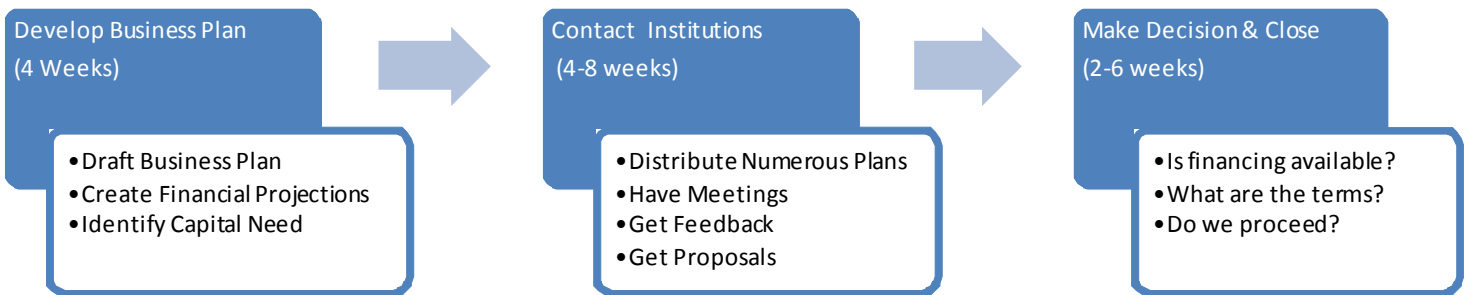 Develop Business Plan
(4 Weeks)
•Draft Business Plan
•Create Financial Projections
•Identify Capital Need
Contact Institutions
(4-8 weeks)
•Distribute Numerous Plans
•Have Meetings
•Get Feedback
•Get Proposals
Make Decision & Close
(2-6 weeks)
•Is financing available?
•What are the terms?
•Do we proceed?